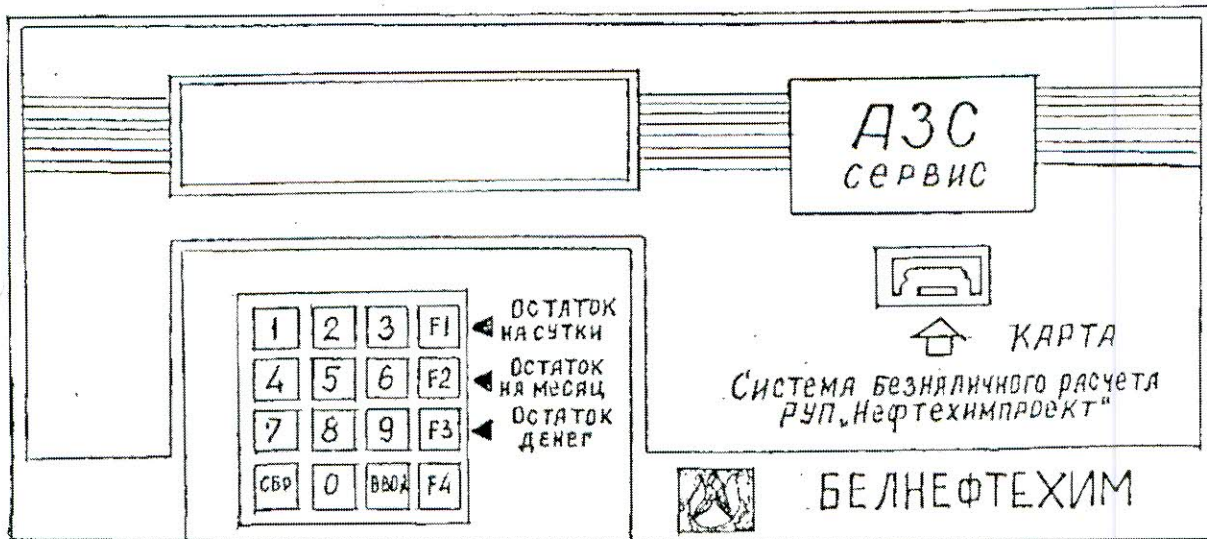 АЗС
СЕРВИС
1 2 3 F1
ОСТАТОК
НА СУТКИ
4 5 6 F2
ОСТАТОК
НА МЕСЯЦ
7 8 9 F3
ОСТАТОК
ДЕНЕГ
СБР 0 ВВОД F4
КАРТА
Система безналичного расчета
РУП „Нефтехимпроект"
БЕЛНЕФТЕХИМ